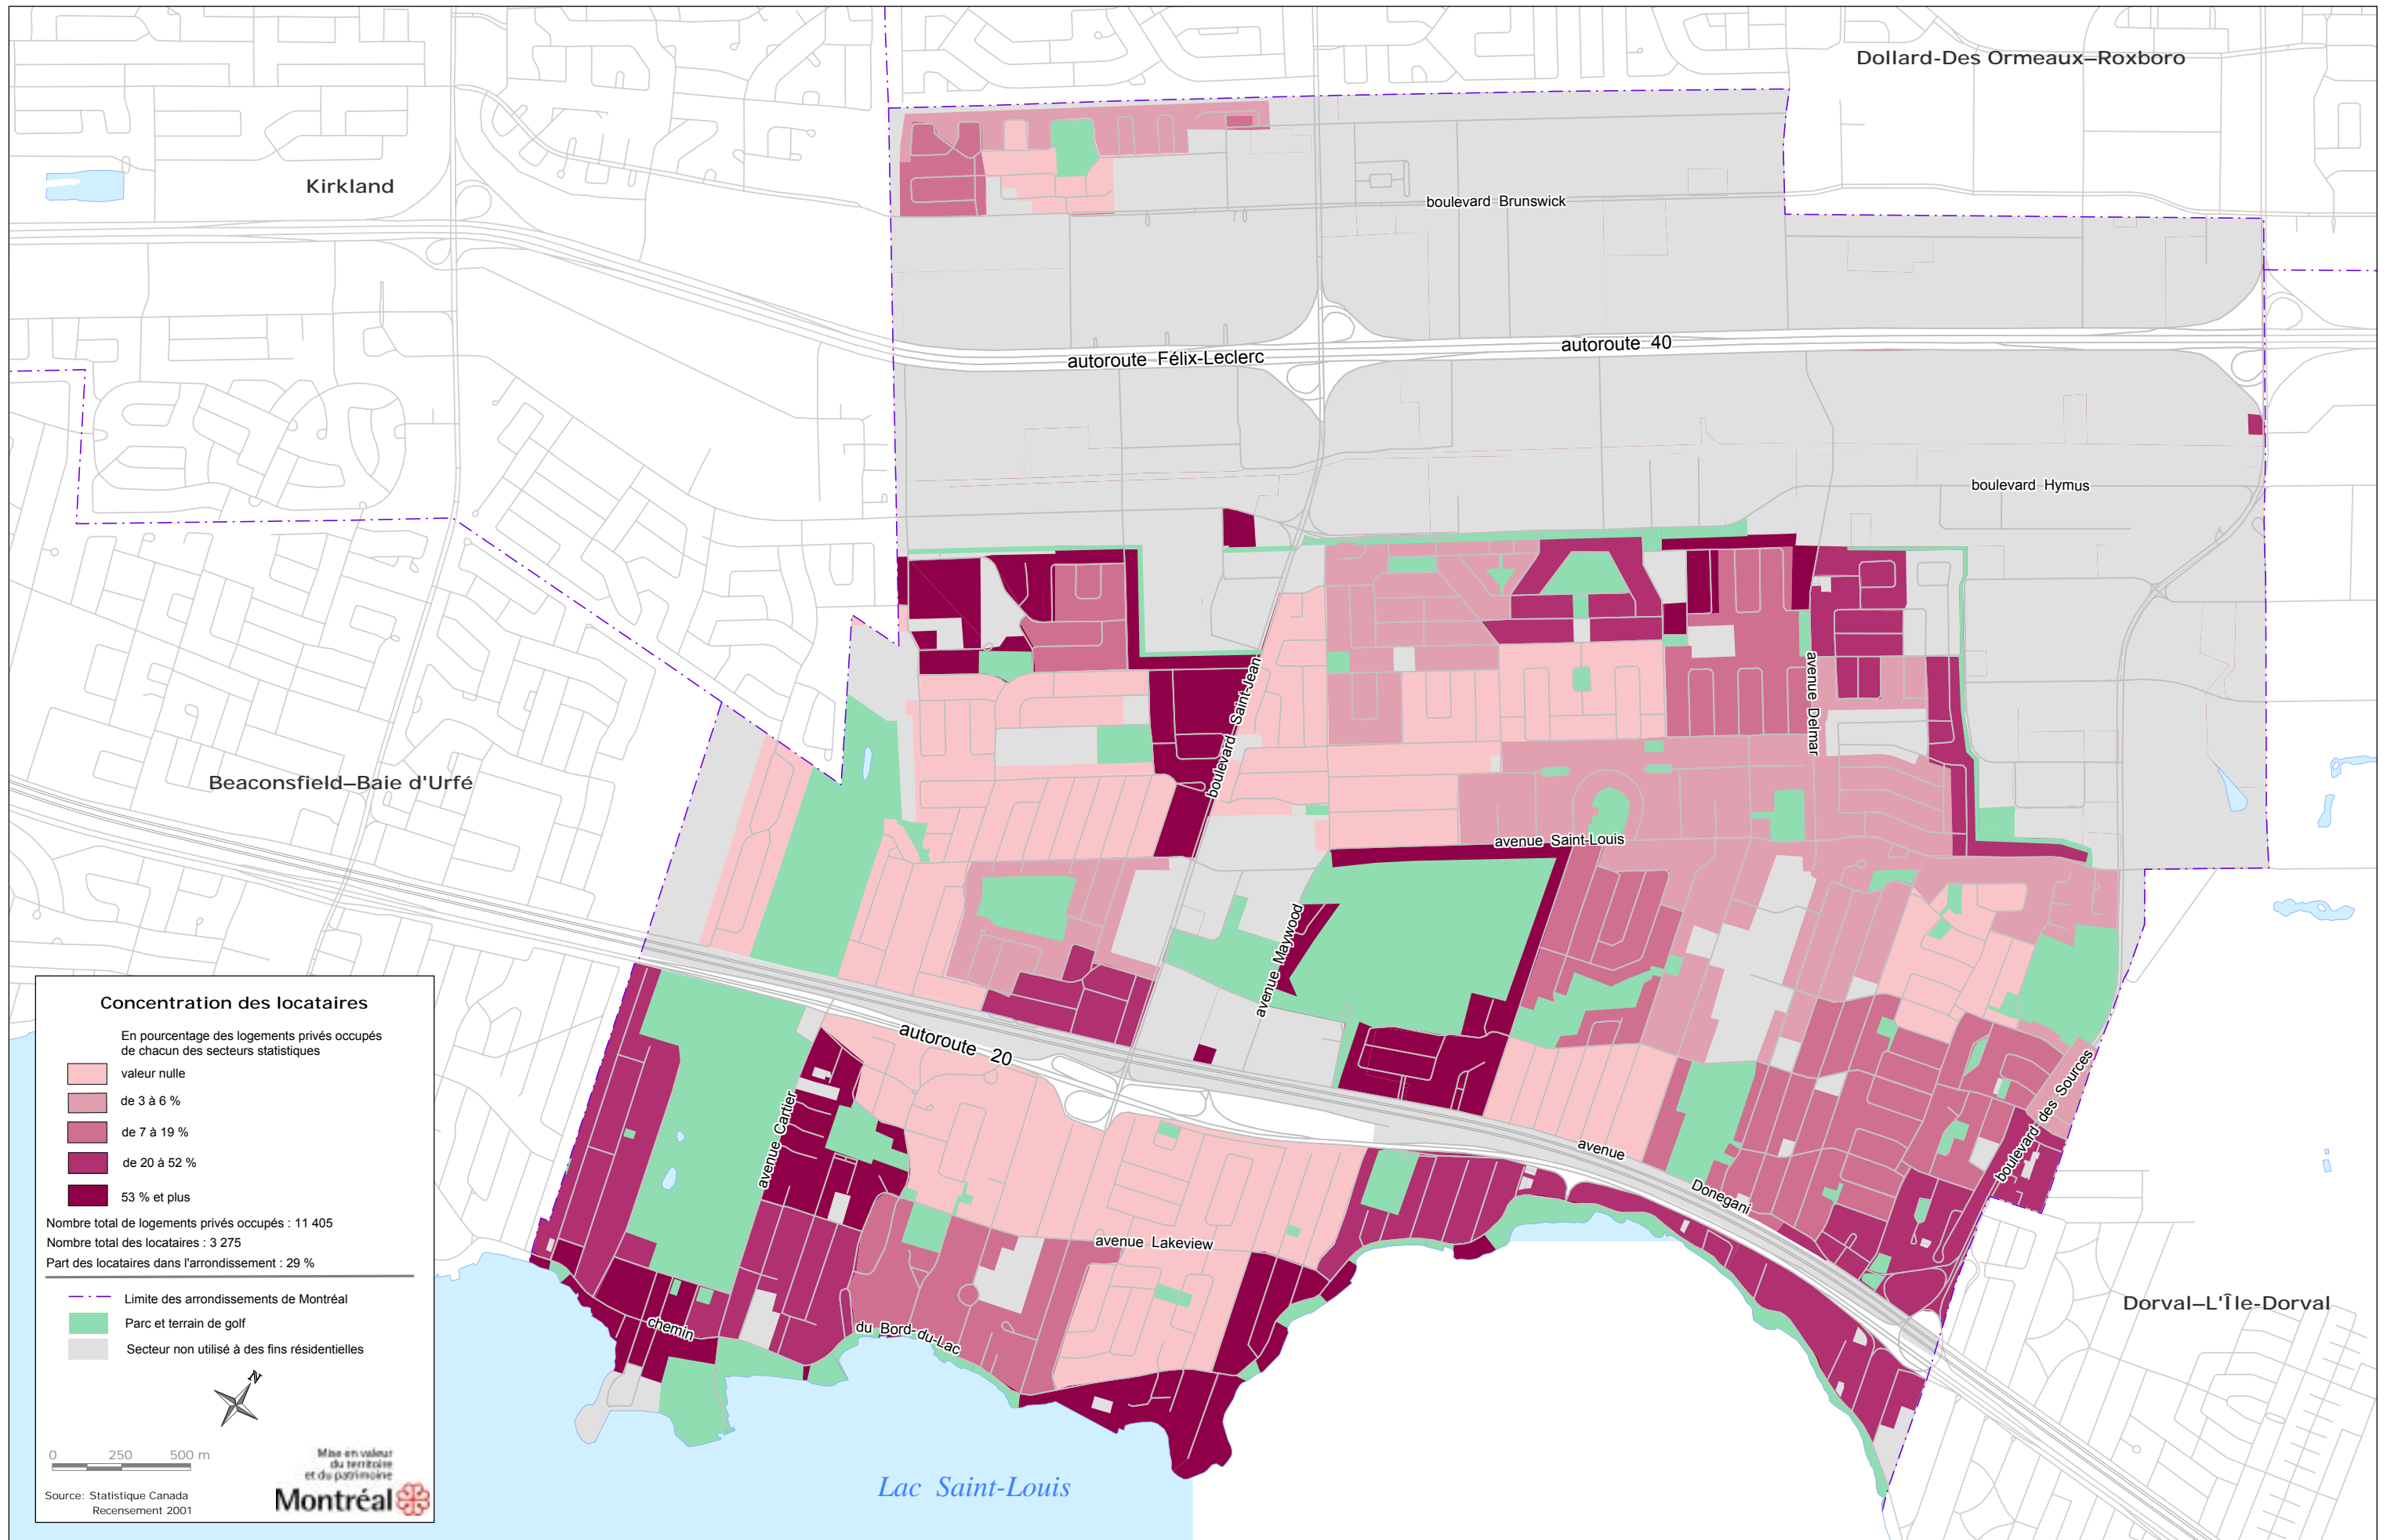 Dollard-Des Ormeaux–Roxboro
Kirkland
boulevard Brunswick
autoroute Félix-Leclerc
autoroute 40
boulevard Hymus
boulevard Saint-Jean
avenue Delmar
Beaconsfield–Baie d'Urfé
avenue Saint-Louis
avenue Maywood
autoroute 20
avenue Cartier
boulevard des Sources
avenue
Donegani
avenue Lakeview
chemin
du Bord-du-Lac
Dorval–L'Île-Dorval
Lac Saint-Louis
Concentration des locataires
En pourcentage des logements privés occupés
de chacun des secteurs statistiques
valeur nulle
de 3 à 6 %
de 7 à 19 %
de 20 à 52 %
53 % et plus
Nombre total de logements privés occupés : 11 405
Nombre total des locataires : 3 275
Part des locataires dans l'arrondissement : 29 %
Limite des arrondissements de Montréal
Parc et terrain de golf
Secteur non utilisé à des fins résidentielles
N
0 250 500 m
Mise en valeur
du territoire
et du patrimoine
Montréal
Source: Statistique Canada
Recensement 2001